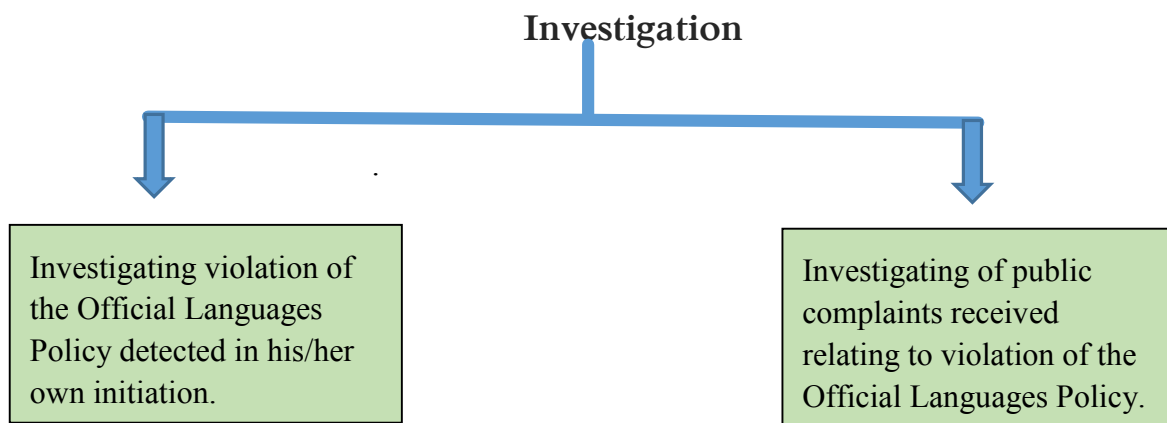 Investigation
Investigating violation of
the Official Languages
Policy detected in his/her
own initiation.
Investigating of public
complaints received
relating to violation of the
Official Languages Policy.